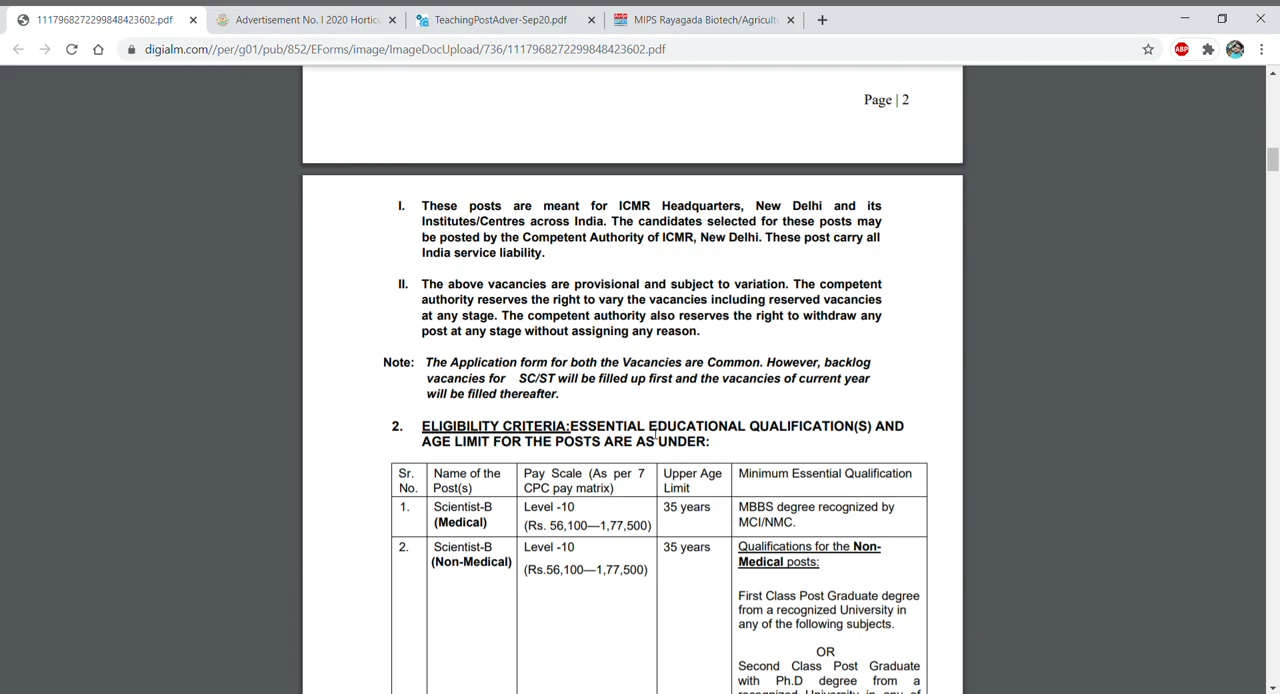 1117968272299848423602.pdf
Advertisement No. I 2020 Hortic
TeachingPostAdver-Sep20.pdf
MIPS Rayagada Biotech/Agricult
digialm.com//per/g01/pub/852/EForms/image/ImageDocUpload/736/1117968272299848423602.pdf
ABP
Page | 2
I. These posts are meant for ICMR Headquarters, New Delhi and its
Institutes/Centres across India. The candidates selected for these posts may
be posted by the Competent Authority of ICMR, New Delhi. These post carry all
India service liability.
II. The above vacancies are provisional and subject to variation. The competent
authority reserves the right to vary the vacancies including reserved vacancies
at any stage. The competent authority also reserves the right to withdraw any
post at any stage without assigning any reason.
Note: The Application form for both the Vacancies are Common. However, backlog
vacancies for SC/ST will be filled up first and the vacancies of current year
will be filled thereafter.
2. ELIGIBILITY CRITERIA:ESSENTIAL EDUCATIONAL QUALIFICATION(S) AND
AGE LIMIT FOR THE POSTS ARE AS UNDER:
Sr. No. Name of the Post(s) Pay Scale (As per 7 CPC pay matrix) Upper Age Limit Minimum Essential Qualification
1. Scientist-B (Medical) Level -10 (Rs. 56,100—1,77,500) 35 years MBBS degree recognized by MCI/NMC.
2. Scientist-B (Non-Medical) Level -10 (Rs.56,100—1,77,500) 35 years Qualifications for the Non-
Medical posts:
First Class Post Graduate degree
from a recognized University in
any of the following subjects.
OR
Second Class Post Graduate
with Ph.D degree from a
recognized University in any of